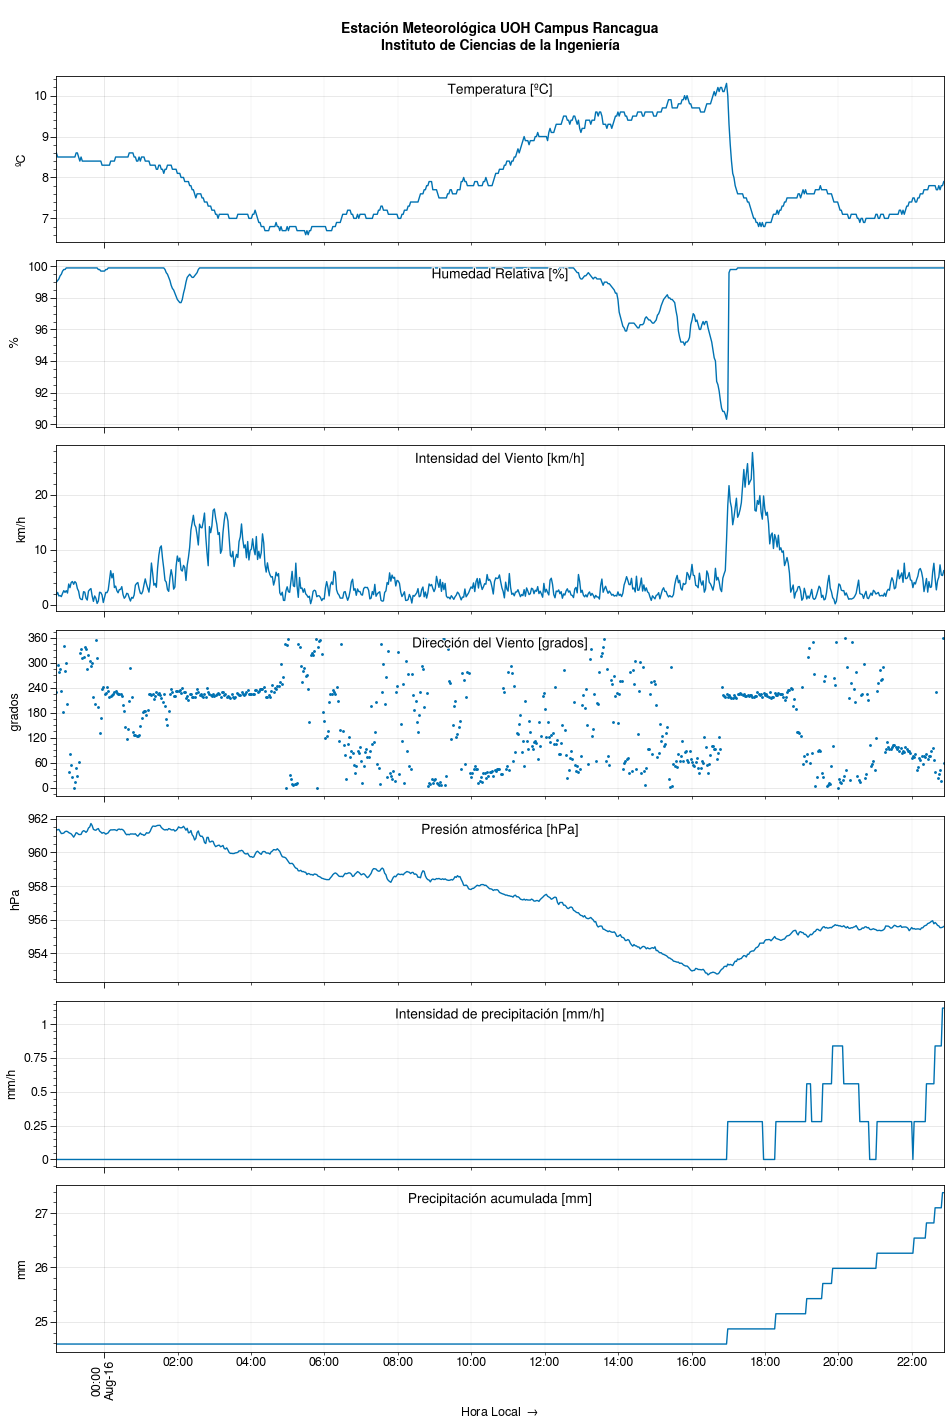 Estación Meteorológica UOH Campus Rancagua
Instituto de Ciencias de la Ingeniería
Temperatura [ºC]
ºC
10
9
8
7
Humedad Relativa [%]
%
100
98
96
94
92
90
Intensidad del Viento [km/h]
km/h
20
10
0
Dirección del Viento [grados]
grados
360
300
240
180
120
60
0
Presión atmosférica [hPa]
hPa
962
960
958
956
954
Intensidad de precipitación [mm/h]
mm/h
1
0.75
0.5
0.25
0
Precipitación acumulada [mm]
mm
27
26
25
00:00
Aug-16
02:00
04:00
06:00
08:00
10:00
12:00
14:00
16:00
18:00
20:00
22:00
Hora Local →